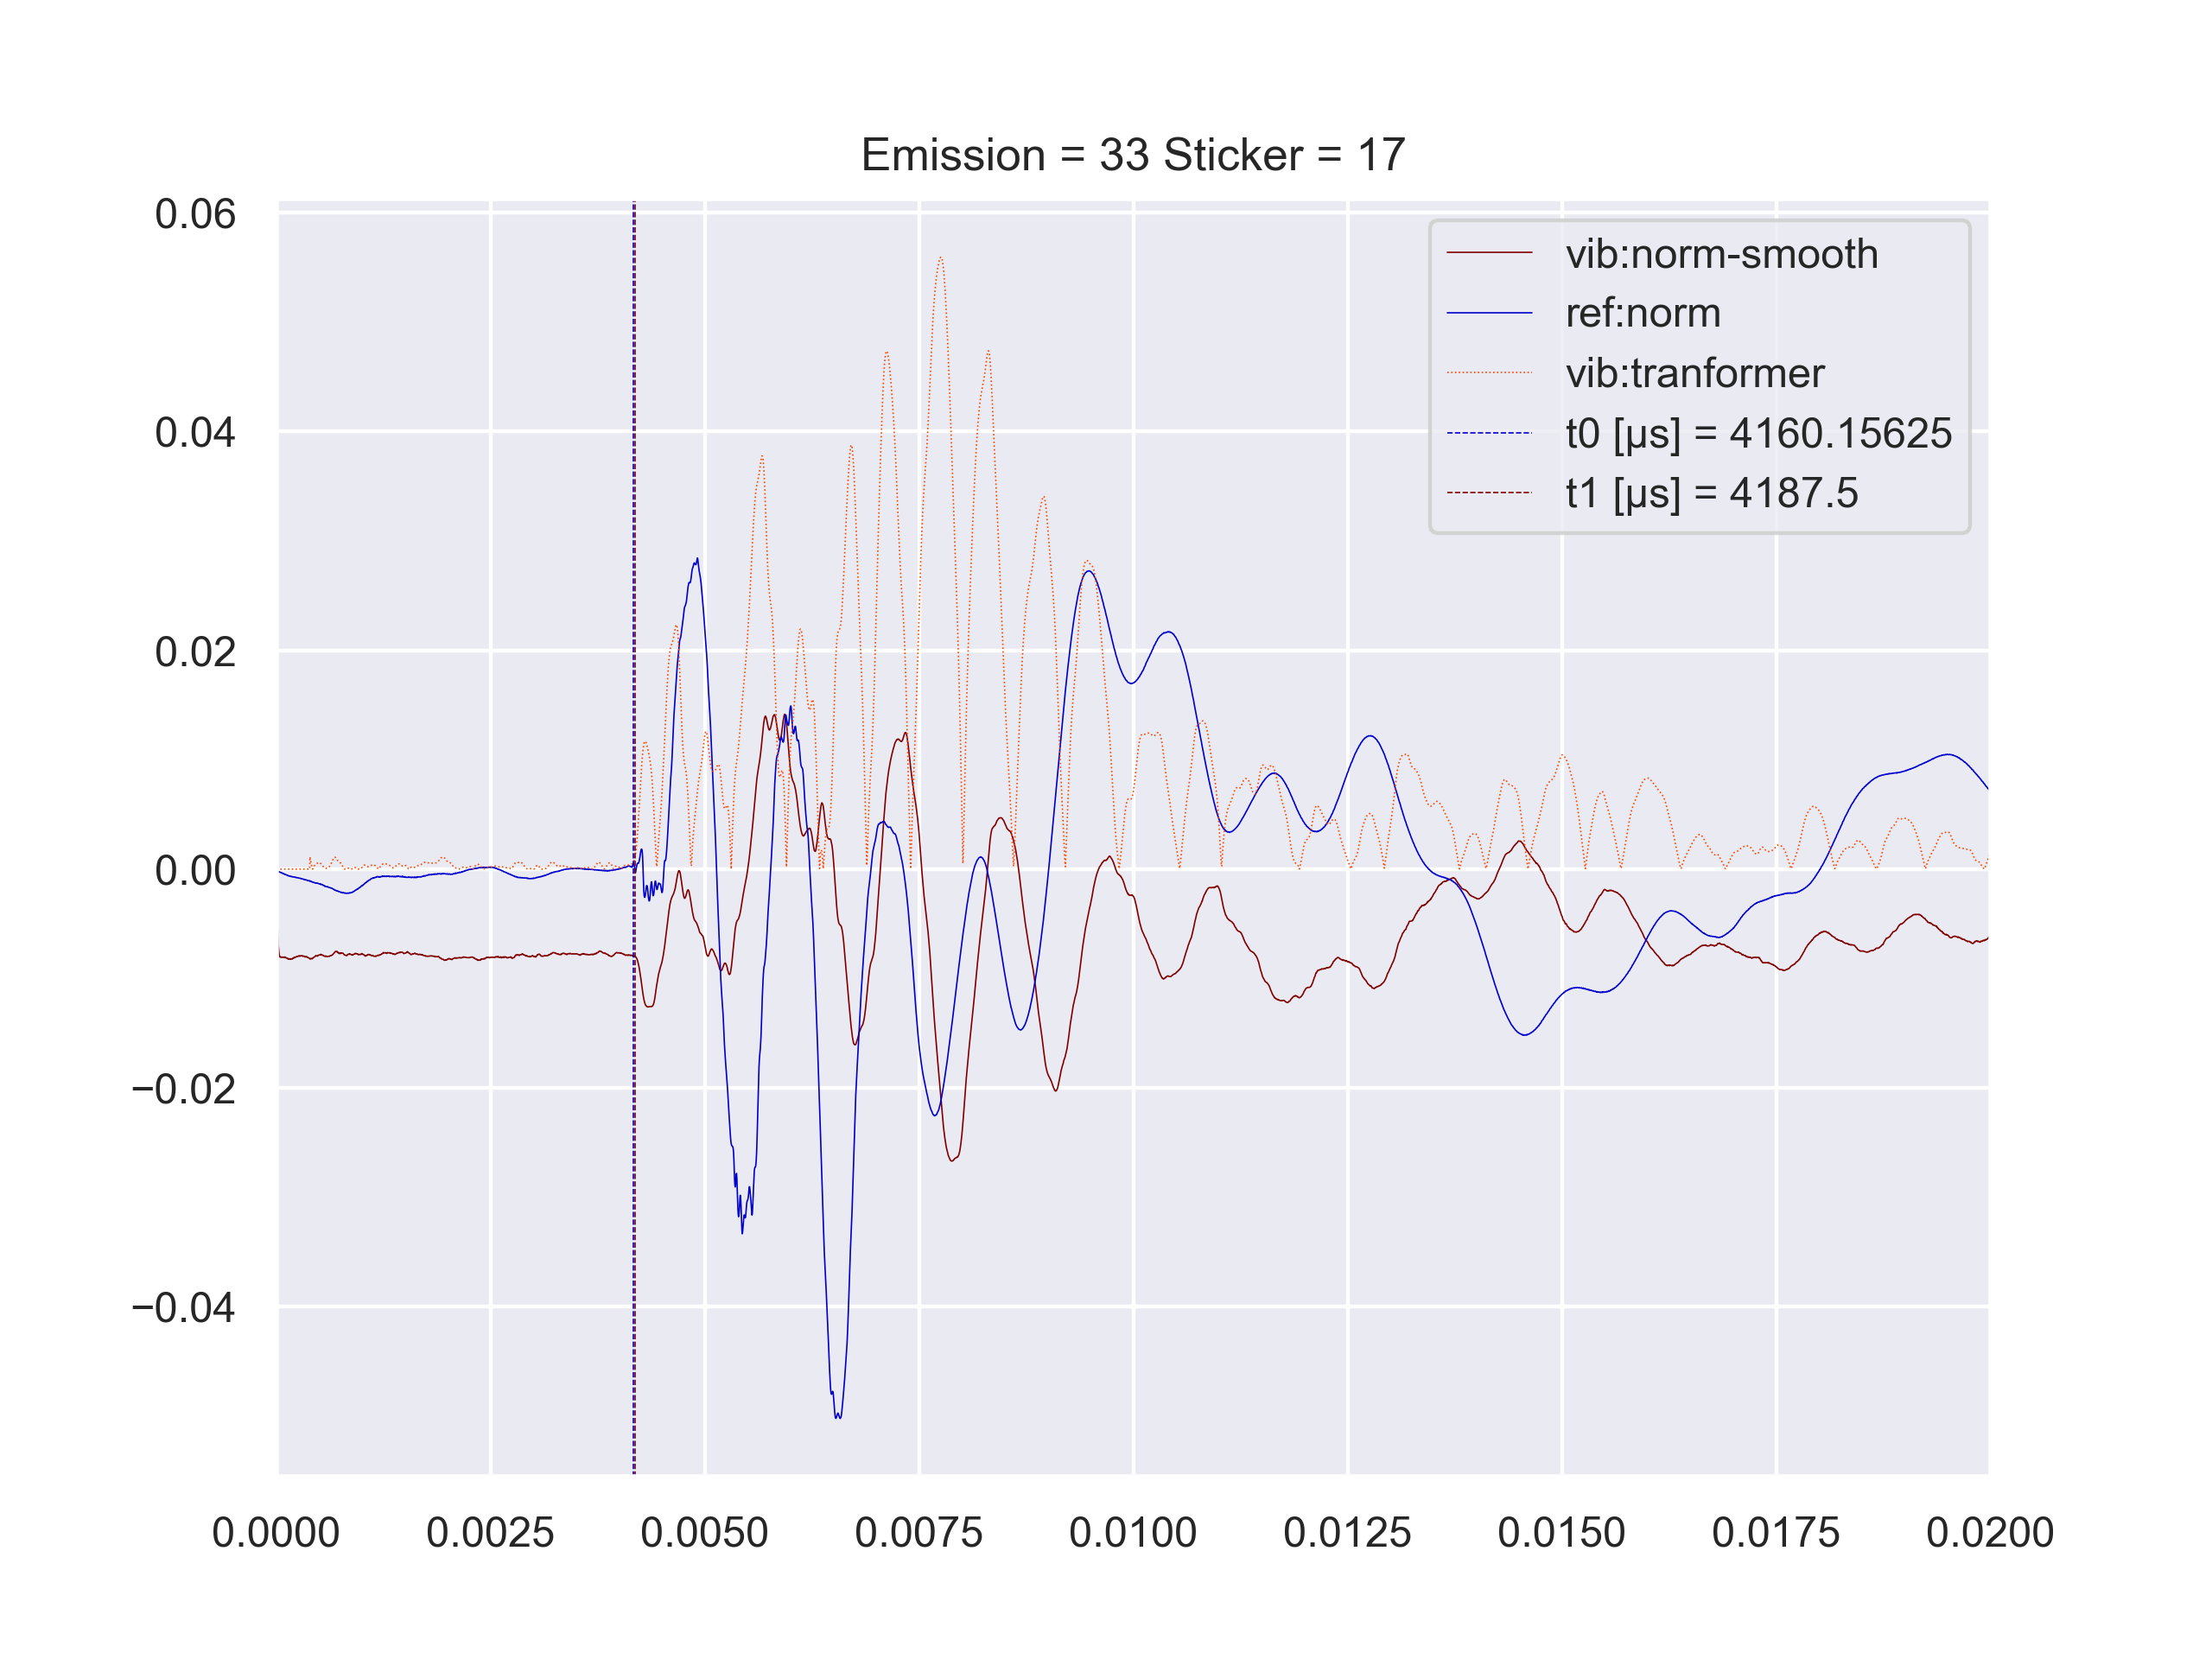 Emission = 33 Sticker = 17
0.06
0.04
0.02
0.00
−0.02
−0.04
vib:norm-smooth
ref:norm
vib:tranformer
t0 [µs] = 4160.15625
t1 [µs] = 4187.5
0.0000 0.0025 0.0050 0.0075 0.0100 0.0125 0.0150 0.0175 0.0200